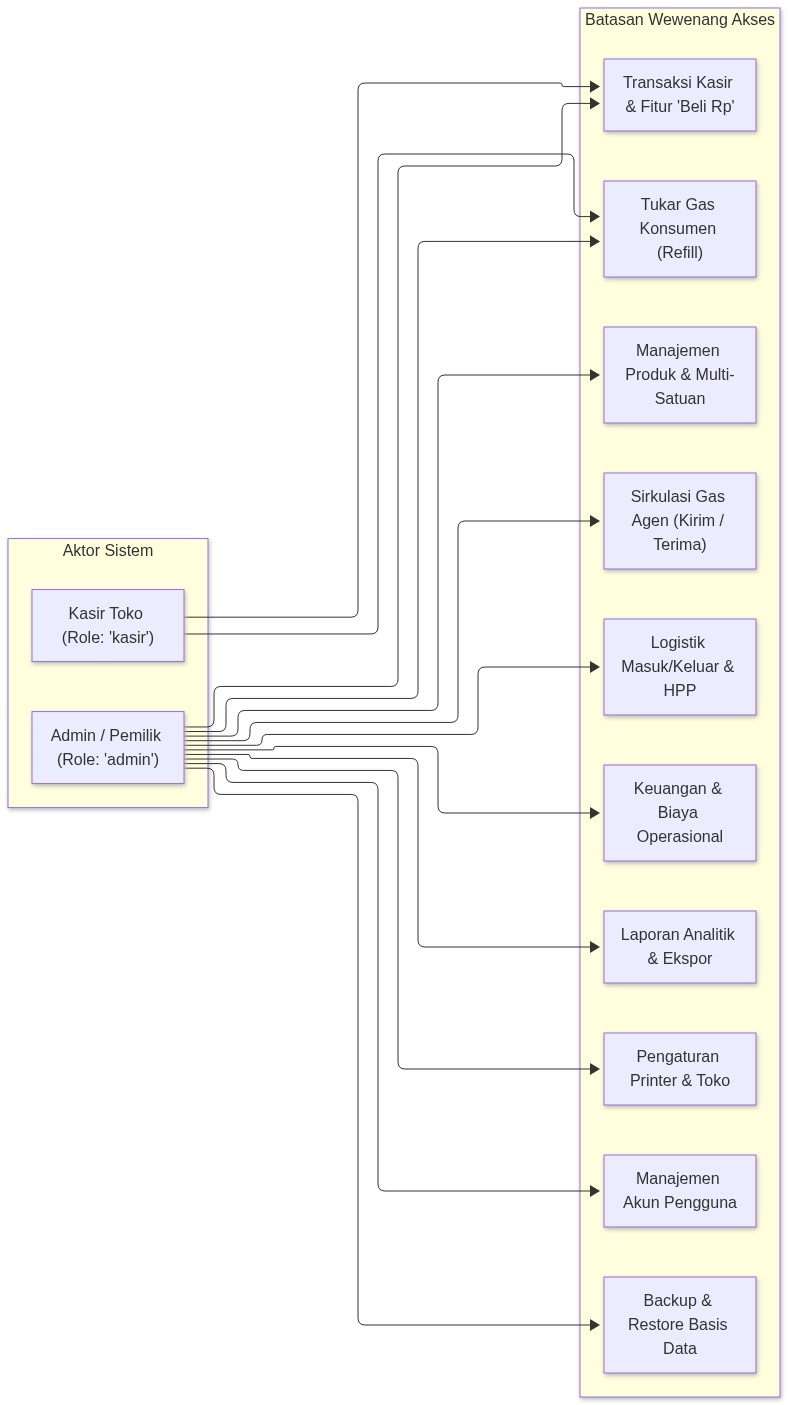 Batasan Wewenang Akses
Transaksi Kasir
& Fitur 'Beli Rp'
Tukar Gas
Konsumen
(Refill)
Manajemen
Produk & Multi-
Satuan
Sirkulasi Gas
Agen (Kirim /
Terima)
Aktor Sistem
Kasir Toko
(Role: 'kasir')
Admin / Pemilik
(Role: 'admin')
Logistik
Masuk/Keluar &
HPP
Keuangan &
Biaya
Operasional
Laporan Analitik
& Ekspor
Pengaturan
Printer & Toko
Manajemen
Akun Pengguna
Backup &
Restore Basis
Data